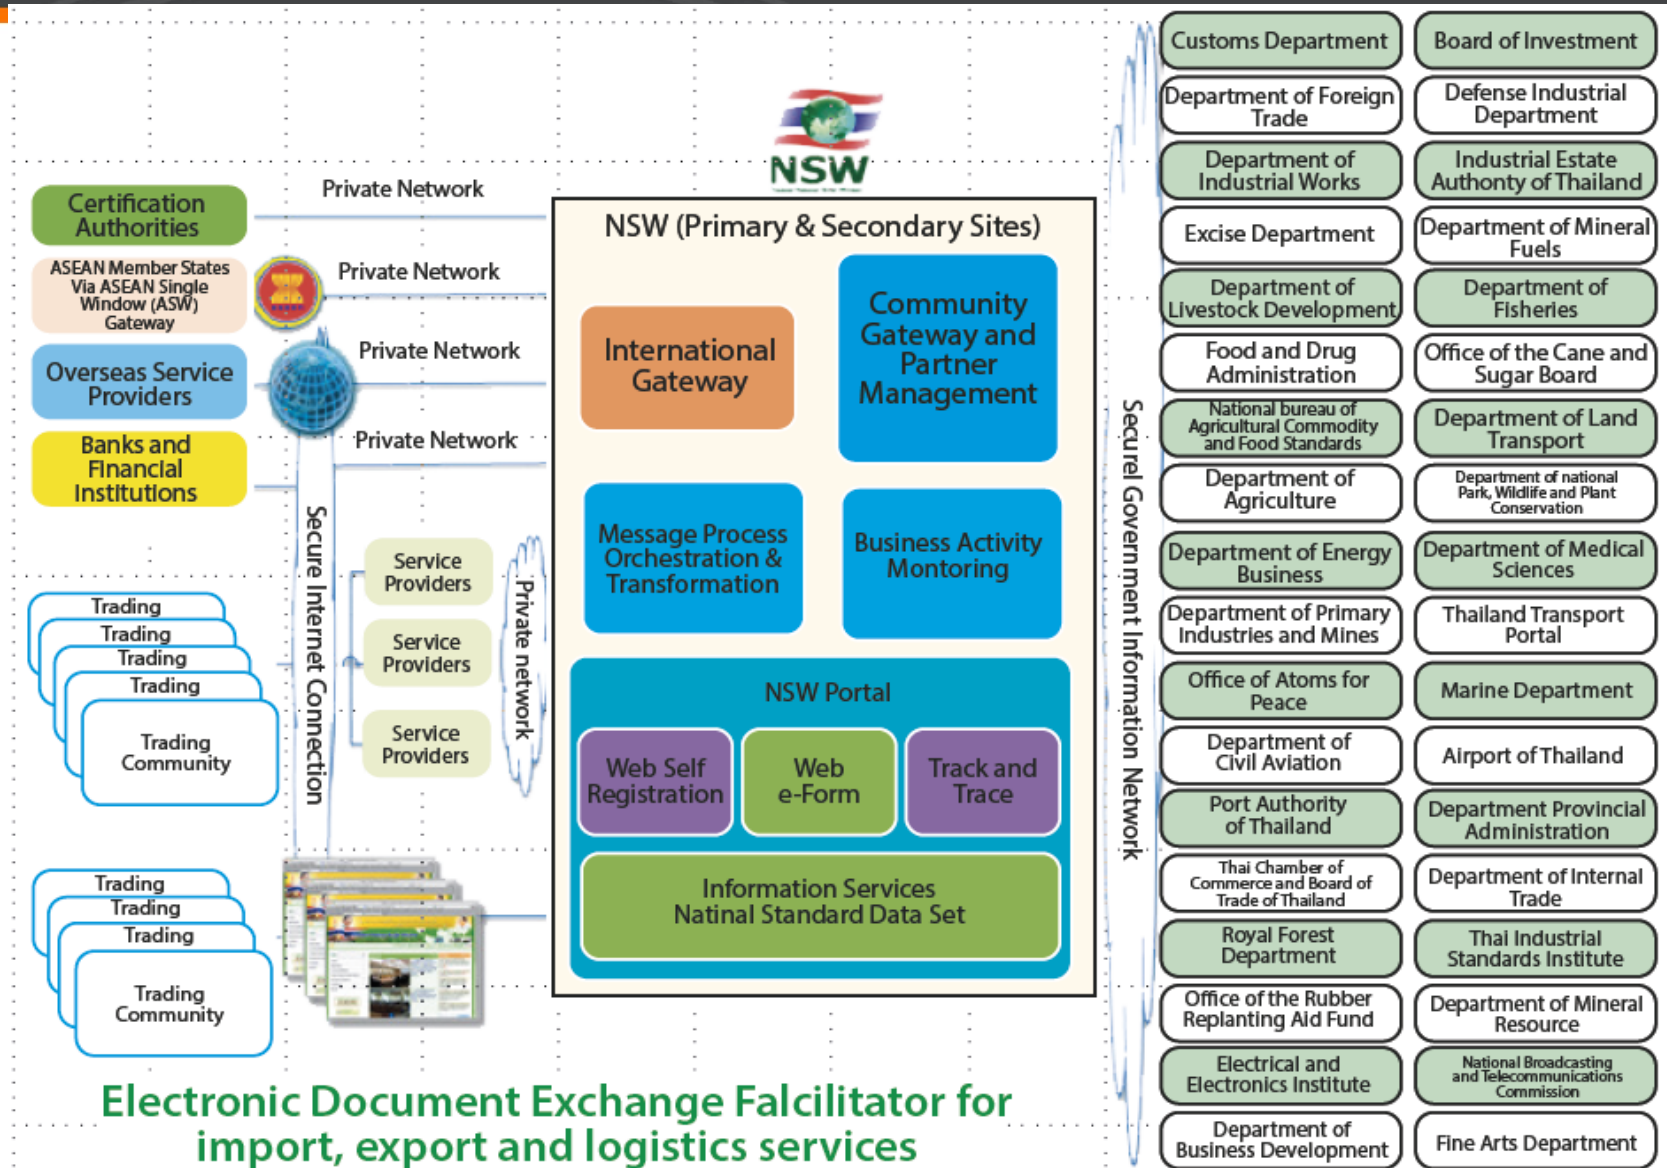 NSW
NSW (Primary & Secondary Sites)
Certification
Authorities
Private Network
ASEAN Member States
Via ASEAN Single
Window (ASW)
Gateway
Private Network
Overseas Service
Providers
Private Network
Banks and
Financial
Institutions
Private Network
Secure Internet Connection
Service
Providers
Service
Providers
Service
Providers
Private network
Trading
Trading
Trading
Trading
Trading
Community
Trading
Trading
Trading
Trading
Community
International
Gateway
Community
Gateway and
Partner
Management
Message Process
Orchestration &
Transformation
Business Activity
Montoring
NSW Portal
Web Self
Registration
Web
e-Form
Track and
Trace
Information Services
Natinal Standard Data Set
Securel Government Information Network
Customs Department
Board of Investment
Department of Foreign
Trade
Defense Industrial
Department
Department of
Industrial Works
Industrial Estate
Authonty of Thailand
Excise Department
Department of Mineral
Fuels
Department of
Livestock Development
Department of
Fisheries
Food and Drug
Administration
Office of the Cane and
Sugar Board
National bureau of
Agricultural Commodity
and Food Standards
Department of Land
Transport
Department of
Agriculture
Department of national
Park, Wildlife and Plant
Conservation
Department of Energy
Business
Department of Medical
Sciences
Department of Primary
Industries and Mines
Thailand Transport
Portal
Office of Atoms for
Peace
Marine Department
Department of
Civil Aviation
Airport of Thailand
Port Authority
of Thailand
Department Provincial
Administration
Thai Chamber of
Commerce and Board of
Trade of Thailand
Department of Internal
Trade
Royal Forest
Department
Thai Industrial
Standards Institute
Office of the Rubber
Replanting Aid Fund
Department of Mineral
Resource
Electrical and
Electronics Institute
National Broadcasting
and Telecommunications
Commission
Department of
Business Development
Fine Arts Department
Electronic Document Exchange Falcilitator for
import, export and logistics services